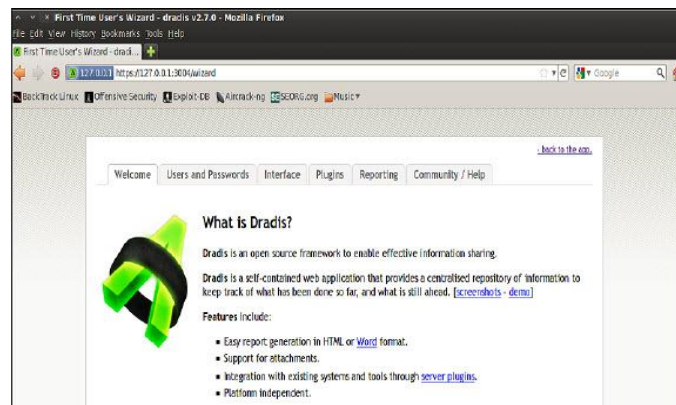 First Time User's Wizard - dradis v2.7.0 - Mozilla Firefox
File Edit View History Bookmarks Tools Help
First Time User's Wizard - dradi...
127.0.0.1 https://127.0.0.1:3004/wizard
Google
BackTrack Linux Offensive Security Exploit-DB Aircrack-ng SEORG.org Music
‹ back to the app.
Welcome Users and Passwords Interface Plugins Reporting Community / Help
What is Dradis?
Dradis is an open source framework to enable effective information sharing.
Dradis is a self-contained web application that provides a centralised repository of information to
keep track of what has been done so far, and what is still ahead. [screenshots - demo]
Features include:
▪ Easy report generation in HTML or Word format.
▪ Support for attachments.
▪ Integration with existing systems and tools through server plugins.
▪ Platform independent.